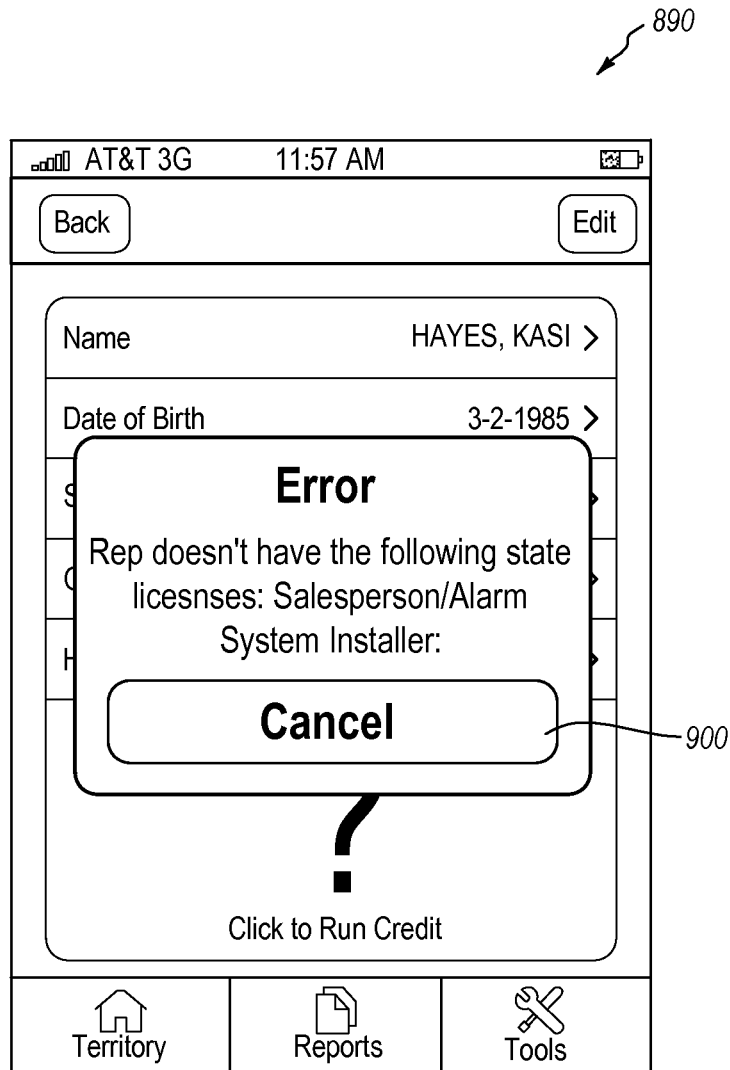 890
AT&T 3G 11:57 AM
Back Edit
Name HAYES, KASI >
Date of Birth 3-2-1985 >
Error
Rep doesn't have the following state
licesnses: Salesperson/Alarm
System Installer:
Cancel
900
?
Click to Run Credit
Territory Reports Tools